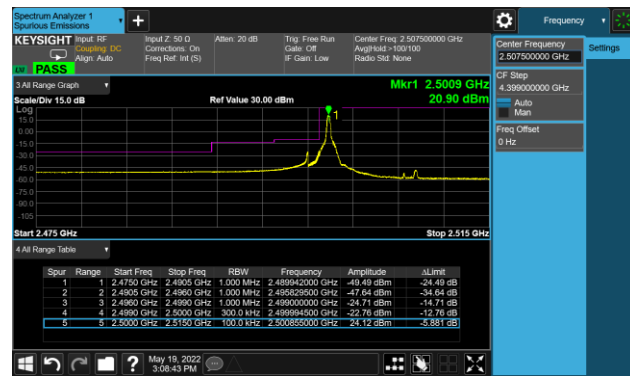 Spectrum Analyzer 1
Spurious Emissions
Frequency
KEYSIGHT Input: RF
Coupling: DC
Align: Auto
Input Z: 50 Ω
Corrections: On
Freq Ref: Int (S)
Atten: 20 dB
Trig: Free Run
Gate: Off
IF Gain: Low
Center Freq: 2.507500000 GHz
Avg|Hold:>100/100
Radio Std: None
PASS
Center Frequency
2.507500000 GHz
Settings
CF Step
4.399000000 GHz
Auto
Man
Freq Offset
0 Hz
3 All Range Graph
Mkr1 2.5009 GHz
Scale/Div 15.0 dB
Ref Value 30.00 dBm
20.90 dBm
Log
15.0
0.00
-15.0
-30.0
-45.0
-60.0
-75.0
-90.0
-105
1
Start 2.475 GHz
Stop 2.515 GHz
4 All Range Table
Spur Range Start Freq Stop Freq RBW Frequency Amplitude ΔLimit
1 1 2.4750 GHz 2.4905 GHz 1.000 MHz 2.489942000 GHz -49.49 dBm -24.49 dB
2 2 2.4905 GHz 2.4960 GHz 1.000 MHz 2.495829500 GHz -47.64 dBm -34.64 dB
3 3 2.4960 GHz 2.4990 GHz 1.000 MHz 2.499000000 GHz -24.71 dBm -14.71 dB
4 4 2.4990 GHz 2.5000 GHz 300.0 kHz 2.499994500 GHz -22.76 dBm -12.76 dB
5 5 2.5000 GHz 2.5150 GHz 100.0 kHz 2.500855000 GHz 24.12 dBm -5.881 dB
May 19, 2022
3:08:43 PM